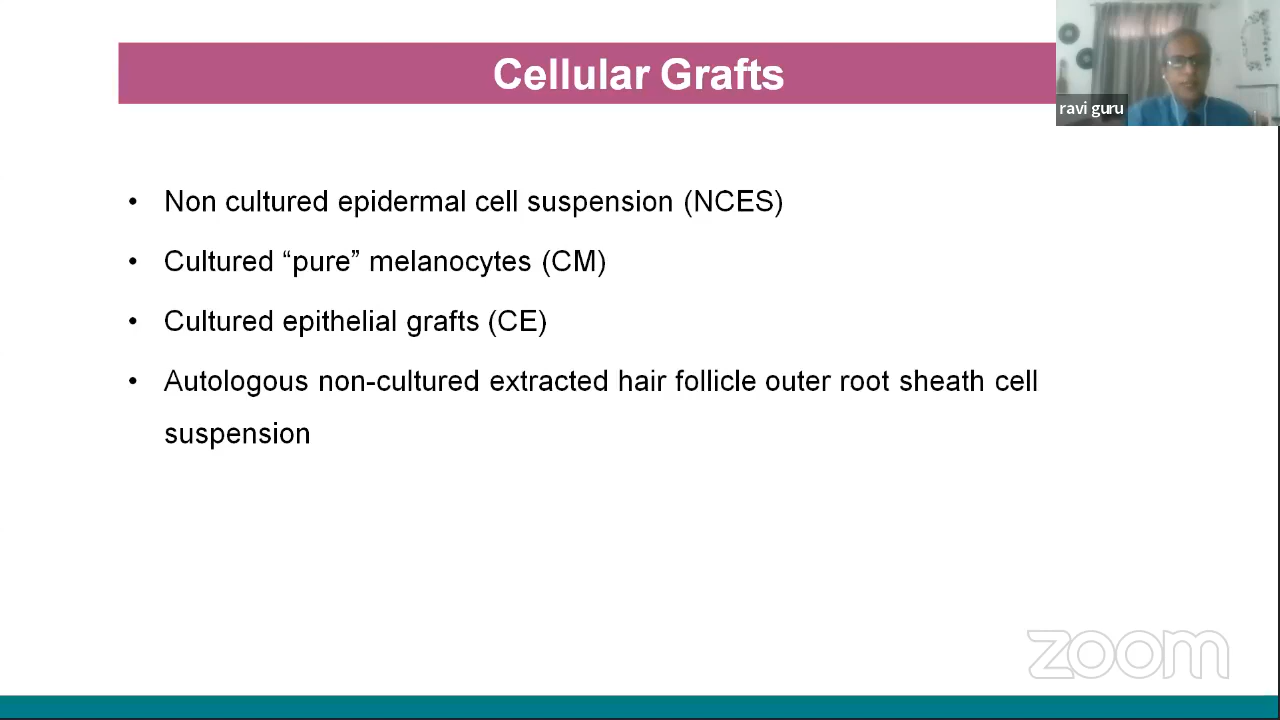 Cellular Grafts
ravi guru
• Non cultured epidermal cell suspension (NCES)
• Cultured “pure” melanocytes (CM)
• Cultured epithelial grafts (CE)
• Autologous non-cultured extracted hair follicle outer root sheath cell
suspension
zoom